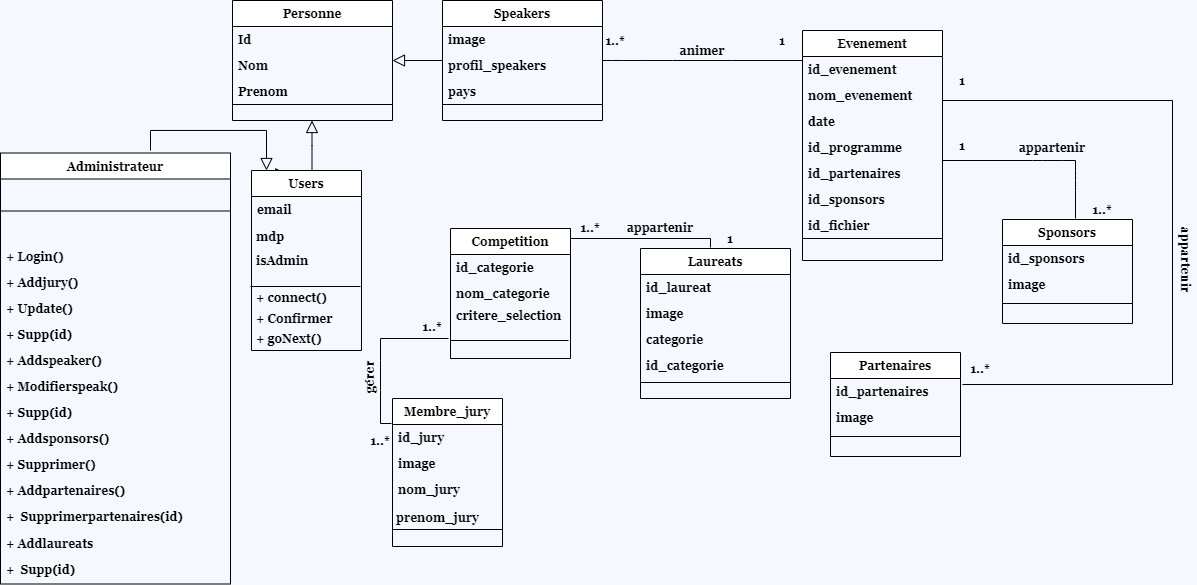 Personne
Id
Nom
Prenom
Speakers
image
profil_speakers
pays
1..*
animer
1
Evenement
id_evenement
nom_evenement
date
id_programme
id_partenaires
id_sponsors
id_fichier
1
1
appartenir
1..*
appartenir
Sponsors
id_sponsors
image
Partenaires
id_partenaires
image
1..*
Administrateur
+ Login()
+ Addjury()
+ Update()
+ Supp(id)
+ Addspeaker()
+ Modifierspeak()
+ Supp(id)
+ Addsponsors()
+ Supprimer()
+ Addpartenaires()
+ Supprimerpartenaires(id)
+ Addlaureats
+ Supp(id)
Users
email
mdp
isAdmin
+ connect()
+ Confirmer
+ goNext()
Competition
id_categorie
nom_categorie
critere_selection
1..*
appartenir
1
Laureats
id_laureat
image
categorie
id_categorie
1..*
gérer
1..*
Membre_jury
id_jury
image
nom_jury
prenom_jury